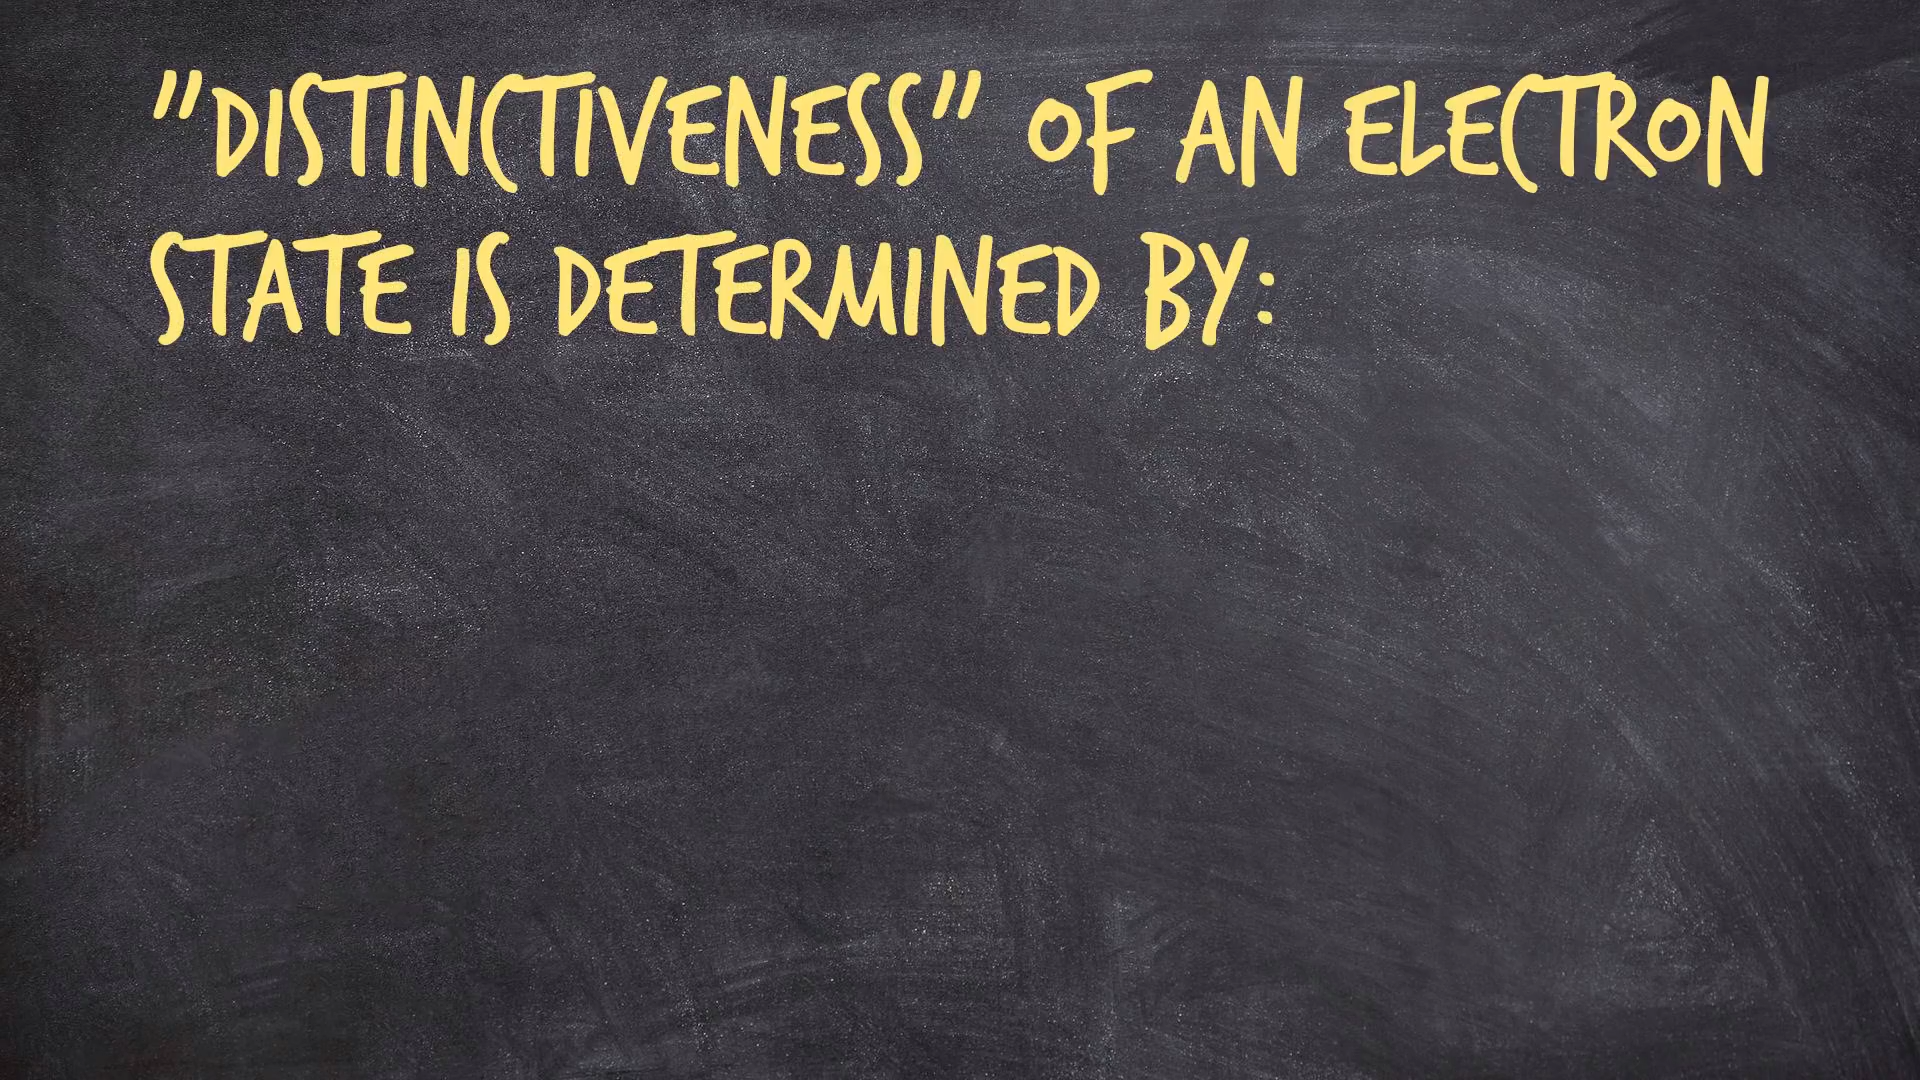 "DISTINCTIVENESS" OF AN ELECTRON
STATE IS DETERMINED BY: